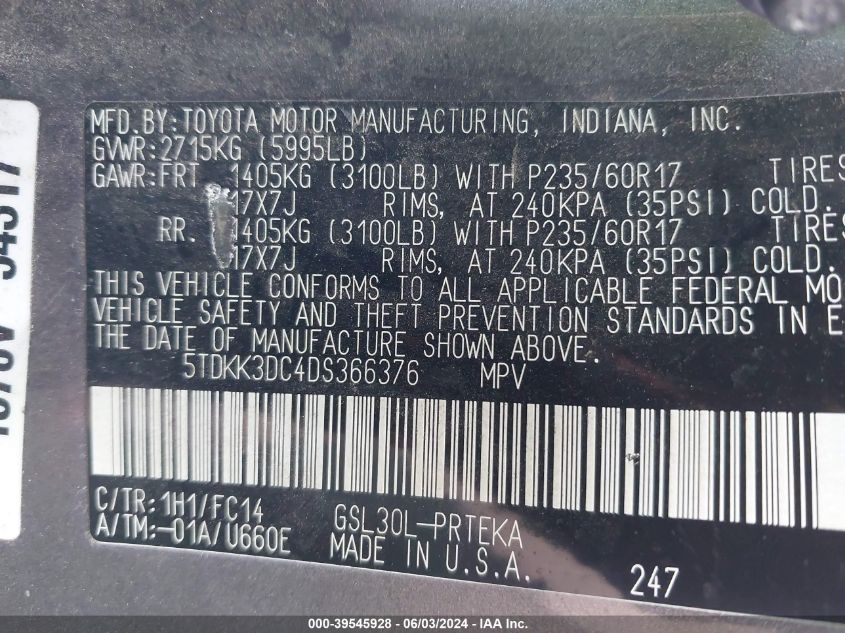 MFD.BY:TOYOTA MOTOR MANUFACTURING, INDIANA, INC.
GVWR:2715KG (5995LB)
GAWR:FRT 1405KG (3100LB) WITH P235/60R17 TIRES
17X7J RIMS, AT 240KPA (35PSI) COLD.
RR. 1405KG (3100LB) WITH P235/60R17 TIRES
17X7J RIMS, AT 240KPA (35PSI) COLD.
THIS VEHICLE CONFORMS TO ALL APPLICABLE FEDERAL MO
VEHICLE SAFETY AND THEFT PREVENTION STANDARDS IN E
THE DATE OF MANUFACTURE SHOWN ABOVE.
5TDKK3DC4DS366376 MPV
C/TR:1H1/FC14
A/TM:-01A/U660E
GSL30L-PRTEKA
MADE IN U.S.A.
247
000-39545928 - 06/03/2024 - IAA Inc.